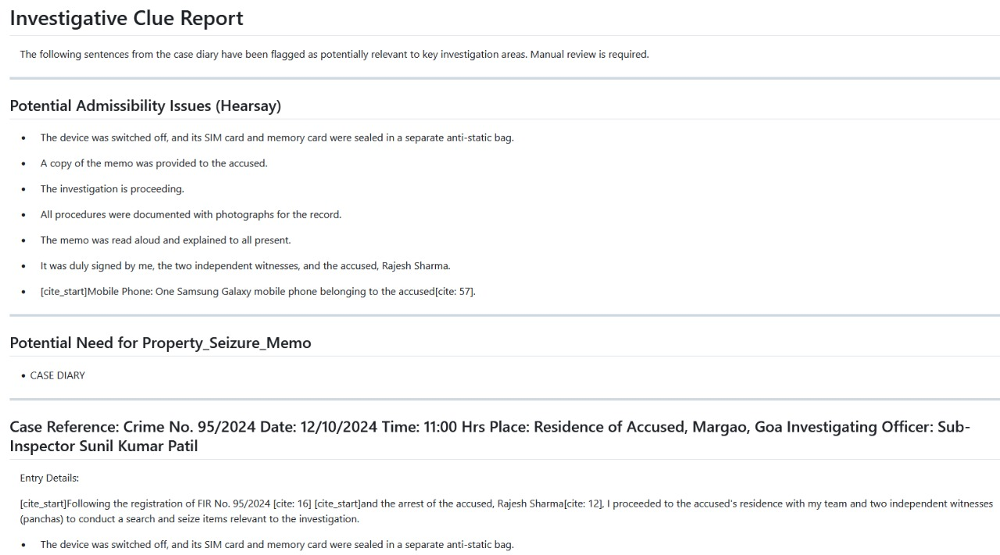 Investigative Clue Report
The following sentences from the case diary have been flagged as potentially relevant to key investigation areas. Manual review is required.
Potential Admissibility Issues (Hearsay)
• The device was switched off, and its SIM card and memory card were sealed in a separate anti-static bag.
• A copy of the memo was provided to the accused.
• The investigation is proceeding.
• All procedures were documented with photographs for the record.
• The memo was read aloud and explained to all present.
• It was duly signed by me, the two independent witnesses, and the accused, Rajesh Sharma.
• [cite_start]Mobile Phone: One Samsung Galaxy mobile phone belonging to the accused[cite: 57].
Potential Need for Property_Seizure_Memo
• CASE DIARY
Case Reference: Crime No. 95/2024 Date: 12/10/2024 Time: 11:00 Hrs Place: Residence of Accused, Margao, Goa Investigating Officer: Sub-
Inspector Sunil Kumar Patil
Entry Details:
[cite_start]Following the registration of FIR No. 95/2024 [cite: 16] [cite_start]and the arrest of the accused, Rajesh Sharma[cite: 12], I proceeded to the accused's residence with my team and two independent witnesses
(panchas) to conduct a search and seize items relevant to the investigation.
• The device was switched off, and its SIM card and memory card were sealed in a separate anti-static bag.